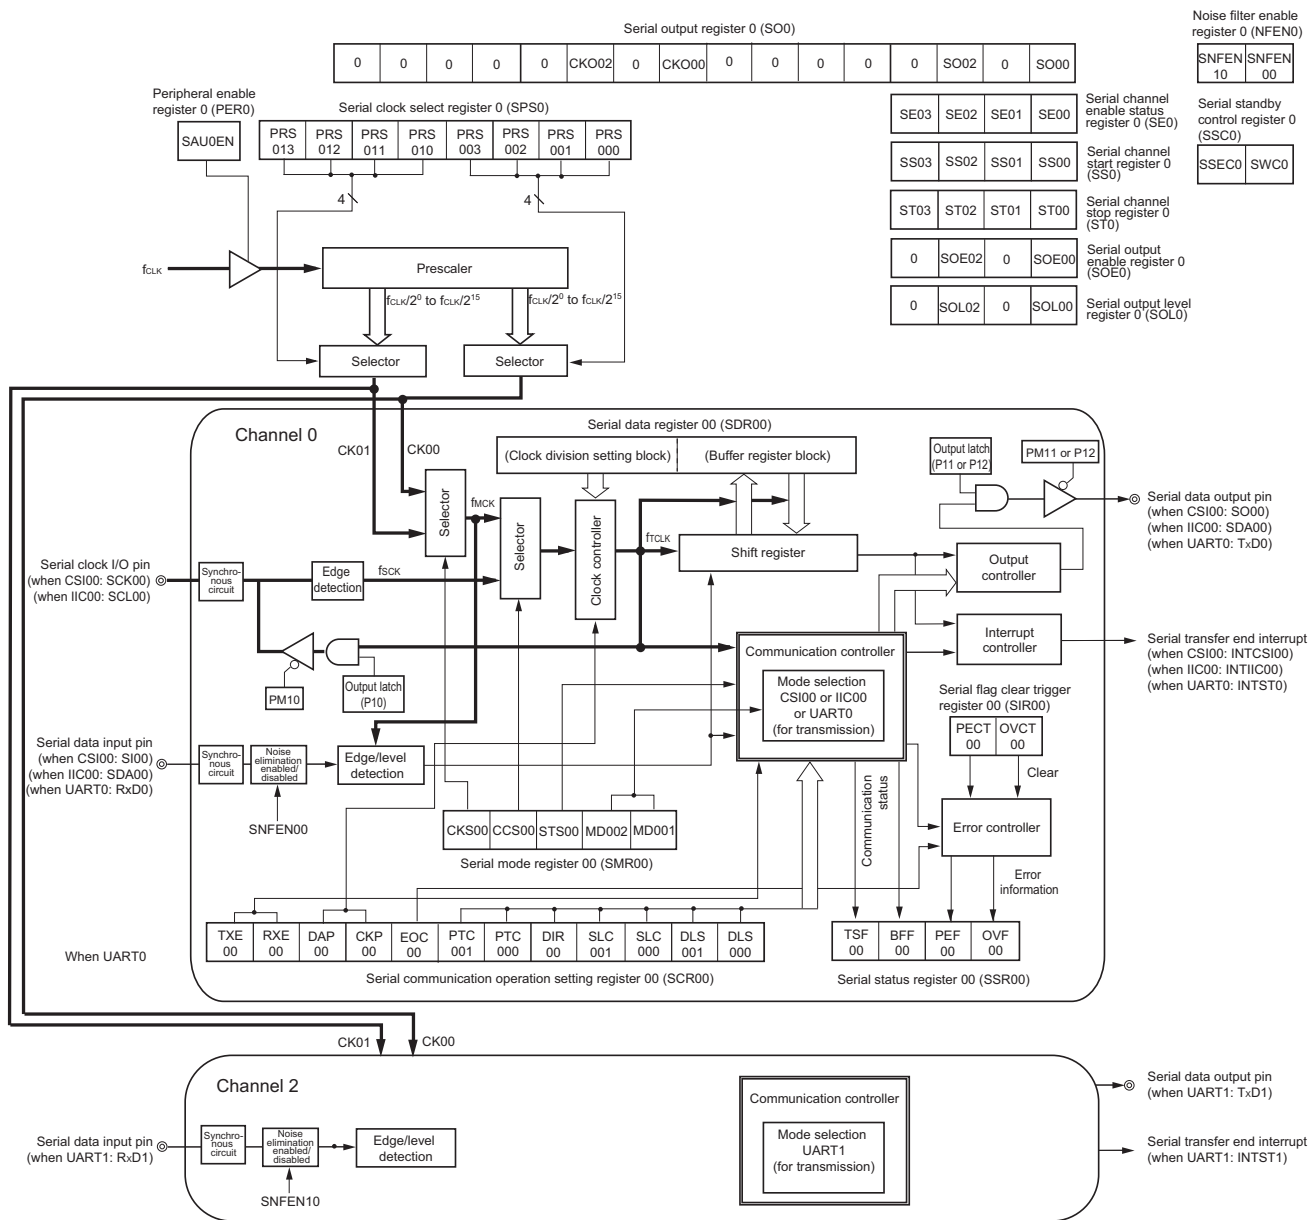 Serial output register 0 (SO0)
0 0 0 0 0 CKO02 0 CKO00 0 0 0 0 0 SO02 0 SO00
Noise filter enable
register 0 (NFEN0)
SNFEN
10
SNFEN
00
Peripheral enable
register 0 (PER0)
SAU0EN
Serial clock select register 0 (SPS0)
PRS
013
PRS
012
PRS
011
PRS
010
PRS
003
PRS
002
PRS
001
PRS
000
4
4
SE03 SE02 SE01 SE00
Serial channel
enable status
register 0 (SE0)
SS03 SS02 SS01 SS00
Serial channel
start register 0
(SS0)
ST03 ST02 ST01 ST00
Serial channel
stop register 0
(ST0)
0 SOE02 0 SOE00
Serial output
enable register 0
(SOE0)
0 SOL02 0 SOL00
Serial output level
register 0 (SOL0)
Serial standby
control register 0
(SSC0)
SSEC0 SWC0
fCLK
Prescaler
fCLK/2⁰ to fCLK/2¹⁵
fCLK/2⁰ to fCLK/2¹⁵
Selector
Selector
Channel 0
CK01
CK00
Serial data register 00 (SDR00)
(Clock division setting block)
(Buffer register block)
Selector
fMCK
Selector
Clock controller
fTCLK
Shift register
Output latch
(P11 or P12)
PM11 or P12
Serial data output pin
(when CSI00: SO00)
(when IIC00: SDA00)
(when UART0: TxD0)
Output
controller
Serial clock I/O pin
(when CSI00: SCK00)
(when IIC00: SCL00)
Synchro-
nous
circuit
Edge
detection
fSCK
PM10
Output latch
(P10)
Communication controller
Mode selection
CSI00 or IIC00
or UART0
(for transmission)
Interrupt
controller
Serial transfer end interrupt
(when CSI00: INTCSI00)
(when IIC00: INTIIC00)
(when UART0: INTST0)
Serial flag clear trigger
register 00 (SIR00)
PECT
00
OVCT
00
Clear
Serial data input pin
(when CSI00: SI00)
(when IIC00: SDA00)
(when UART0: RxD0)
Synchro-
nous
circuit
Noise
elimination
enabled/
disabled
Edge/level
detection
SNFEN00
CKS00 CCS00 STS00 MD002 MD001
Serial mode register 00 (SMR00)
Communication
status
Error controller
Error
information
When UART0
TXE
00
RXE
00
DAP
00
CKP
00
EOC
00
PTC
001
PTC
000
DIR
00
SLC
001
SLC
000
DLS
001
DLS
000
Serial communication operation setting register 00 (SCR00)
TSF
00
BFF
00
PEF
00
OVF
00
Serial status register 00 (SSR00)
CK01
CK00
Channel 2
Communication controller
Mode selection
UART1
(for transmission)
Serial data output pin
(when UART1: TxD1)
Serial data input pin
(when UART1: RxD1)
Synchro-
nous
circuit
Noise
elimination
enabled/
disabled
Edge/level
detection
SNFEN10
Serial transfer end interrupt
(when UART1: INTST1)